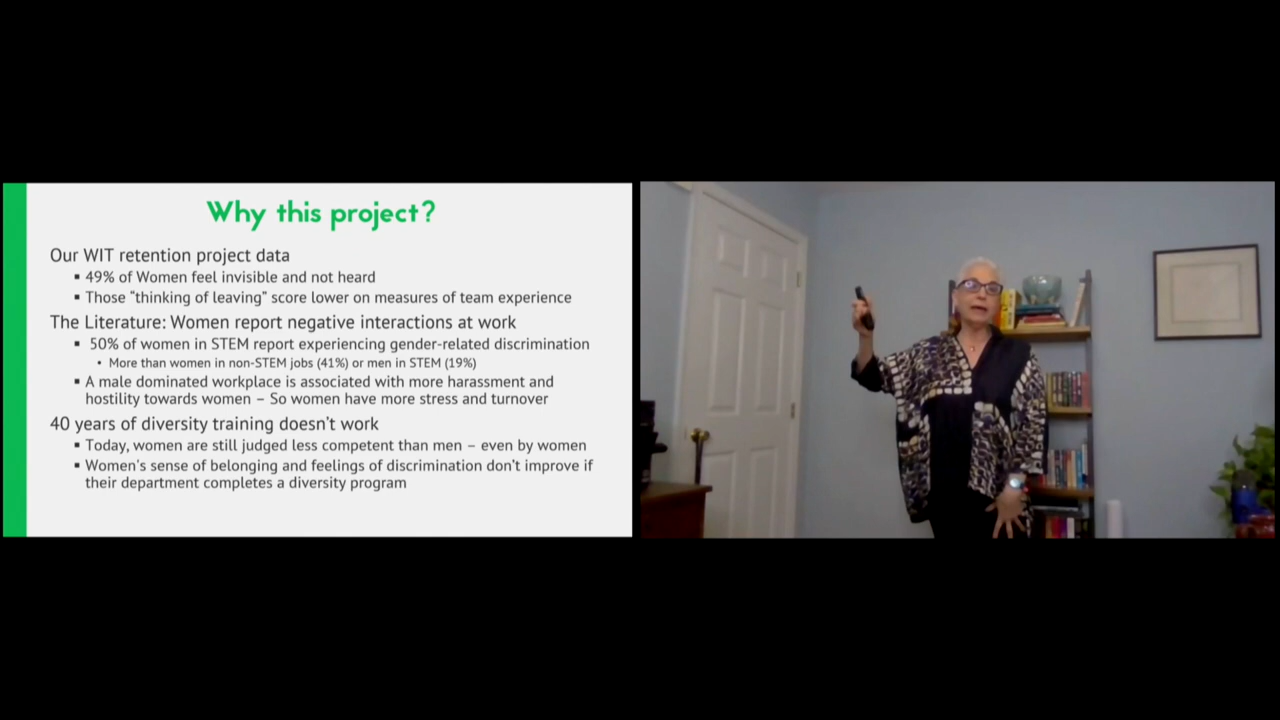 Why this project?
Our WIT retention project data
▪ 49% of Women feel invisible and not heard
▪ Those “thinking of leaving” score lower on measures of team experience
The Literature: Women report negative interactions at work
▪ 50% of women in STEM report experiencing gender-related discrimination
• More than women in non-STEM jobs (41%) or men in STEM (19%)
▪ A male dominated workplace is associated with more harassment and
hostility towards women – So women have more stress and turnover
40 years of diversity training doesn’t work
▪ Today, women are still judged less competent than men – even by women
▪ Women's sense of belonging and feelings of discrimination don’t improve if
their department completes a diversity program